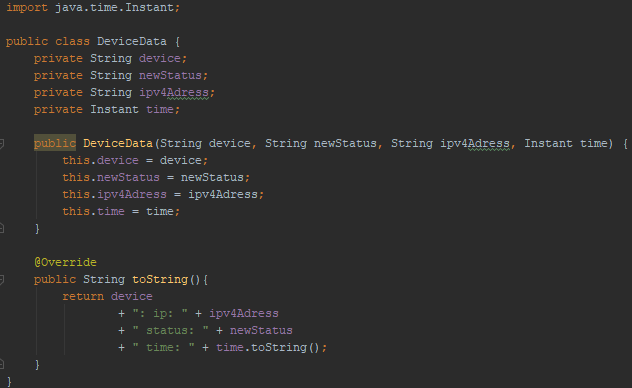 import java.time.Instant;
public class DeviceData {
private String device;
private String newStatus;
private String ipv4Adress;
private Instant time;
public DeviceData(String device, String newStatus, String ipv4Adress, Instant time) {
this.device = device;
this.newStatus = newStatus;
this.ipv4Adress = ipv4Adress;
this.time = time;
}
@Override
public String toString(){
return device
+ ": ip: " + ipv4Adress
+ " status: " + newStatus
+ " time: " + time.toString();
}
}